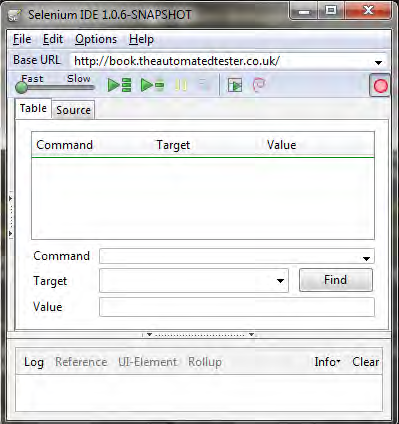 Selenium IDE 1.0.6-SNAPSHOT
File Edit Options Help
Base URL http://book.theautomatedtester.co.uk/
Fast Slow
Table Source
Command Target Value
Command
Target Find
Value
Log Reference UI-Element Rollup Info Clear